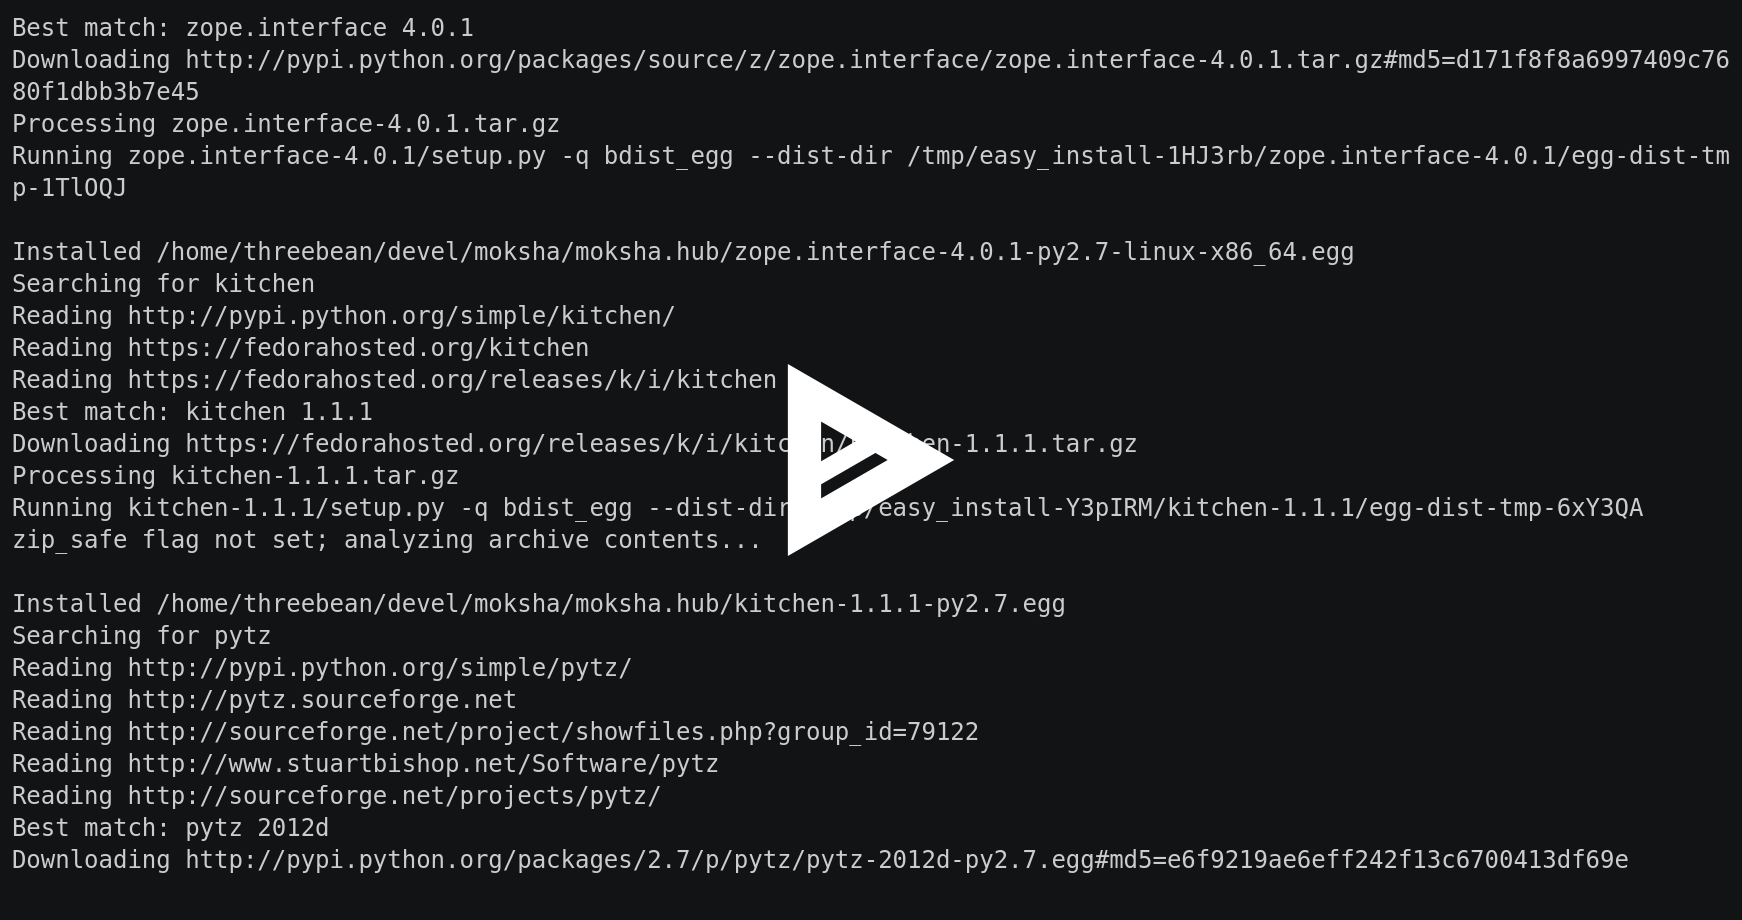 Best match: zope.interface 4.0.1
Downloading http://pypi.python.org/packages/source/z/zope.interface/zope.interface-4.0.1.tar.gz#md5=d171f8f8a6997409c76
80f1dbb3b7e45
Processing zope.interface-4.0.1.tar.gz
Running zope.interface-4.0.1/setup.py -q bdist_egg --dist-dir /tmp/easy_install-1HJ3rb/zope.interface-4.0.1/egg-dist-tm
p-1TlOQJ
Installed /home/threebean/devel/moksha/moksha.hub/zope.interface-4.0.1-py2.7-linux-x86_64.egg
Searching for kitchen
Reading http://pypi.python.org/simple/kitchen/
Reading https://fedorahosted.org/kitchen
Reading https://fedorahosted.org/releases/k/i/kitchen
Best match: kitchen 1.1.1
Downloading https://fedorahosted.org/releases/k/i/kitchen/kitchen-1.1.1.tar.gz
Processing kitchen-1.1.1.tar.gz
Running kitchen-1.1.1/setup.py -q bdist_egg --dist-dir /tmp/easy_install-Y3pIRM/kitchen-1.1.1/egg-dist-tmp-6xY3QA
zip_safe flag not set; analyzing archive contents...
Installed /home/threebean/devel/moksha/moksha.hub/kitchen-1.1.1-py2.7.egg
Searching for pytz
Reading http://pypi.python.org/simple/pytz/
Reading http://pytz.sourceforge.net
Reading http://sourceforge.net/project/showfiles.php?group_id=79122
Reading http://www.stuartbishop.net/Software/pytz
Reading http://sourceforge.net/projects/pytz/
Best match: pytz 2012d
Downloading http://pypi.python.org/packages/2.7/p/pytz/pytz-2012d-py2.7.egg#md5=e6f9219ae6eff242f13c6700413df69e